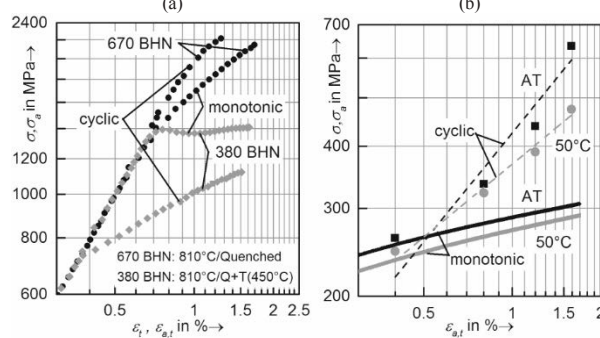 (a)
(b)
σ,σₐ in MPa→
2400
1200
1000
800
600
670 BHN
cyclic
monotonic
380 BHN
670 BHN: 810°C/Quenched
380 BHN: 810°C/Q+T(450°C)
0.5 1 1.5 2 2.5
εₜ , εₐ,ₜ in %→
σ,σₐ in MPa→
700
400
300
200
AT
cyclic
50°C
AT
50°C
monotonic
0.5 1 1.5 2
εₐ,ₜ in %→